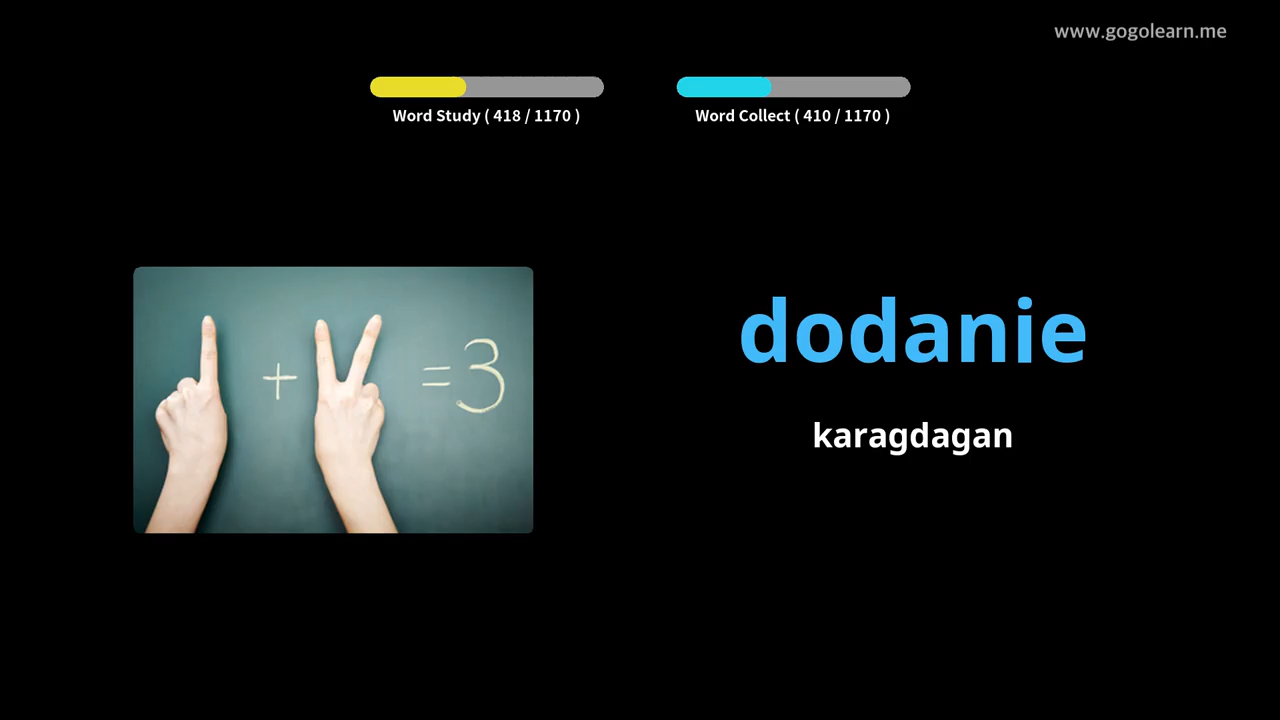 www.gogolearn.me
Word Study ( 418 / 1170 )
Word Collect ( 410 / 1170 )
+ = 3
dodanie
karagdagan